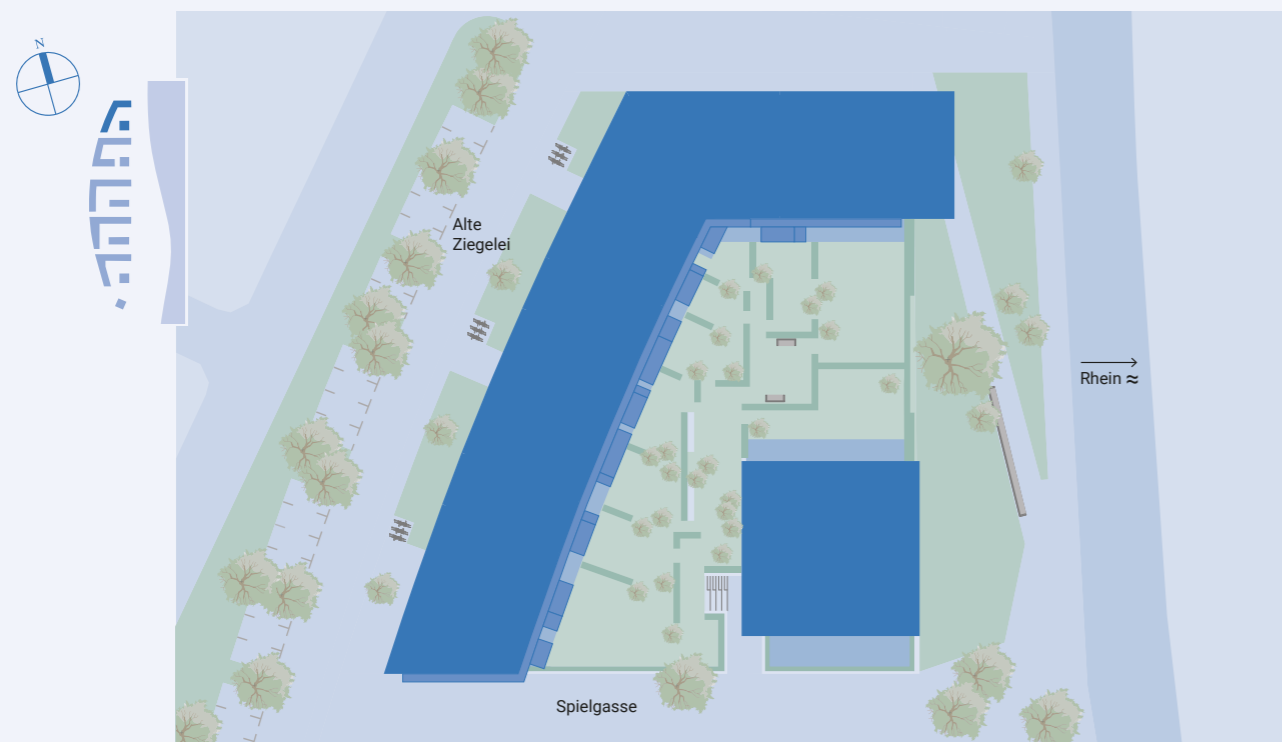 N
Alte
Ziegelei
Rhein ≈
Spielgasse